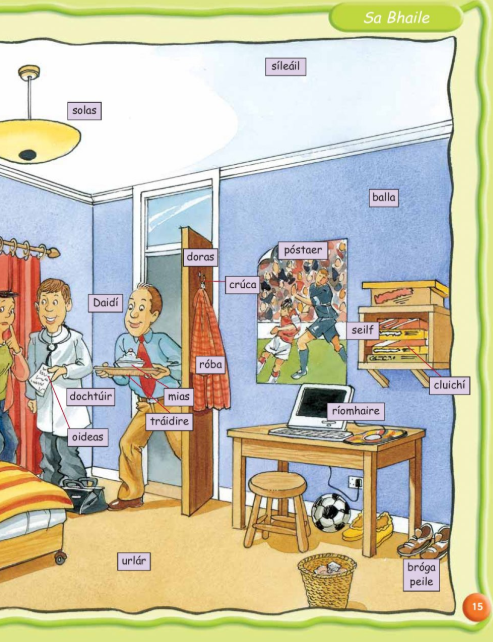 Sa Bhaile
síleáil
solas
balla
doras
póstaer
crúca
Daidí
seilf
róba
cluichí
dochtúir
mias
ríomhaire
tráidire
oideas
urlár
bróga
peile
15